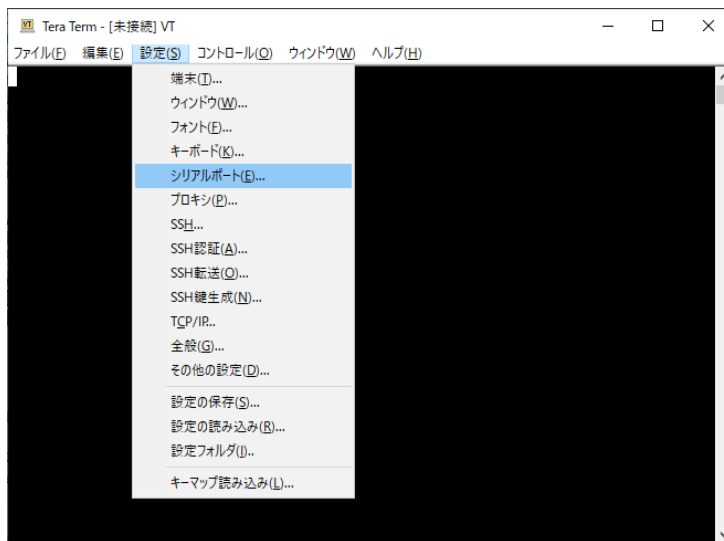 Tera Term - [未接続] VT
ファイル(F) 編集(E) 設定(S) コントロール(O) ウィンドウ(W) ヘルプ(H)
端末(T)...
ウィンドウ(W)...
フォント(F)...
キーボード(K)...
シリアルポート(E)...
プロキシ(P)...
SSH...
SSH認証(A)...
SSH転送(O)...
SSH鍵生成(N)...
TCP/IP...
全般(G)...
その他の設定(D)...
設定の保存(S)...
設定の読み込み(R)...
設定フォルダ(I)..
キーマップ読み込み(L)...